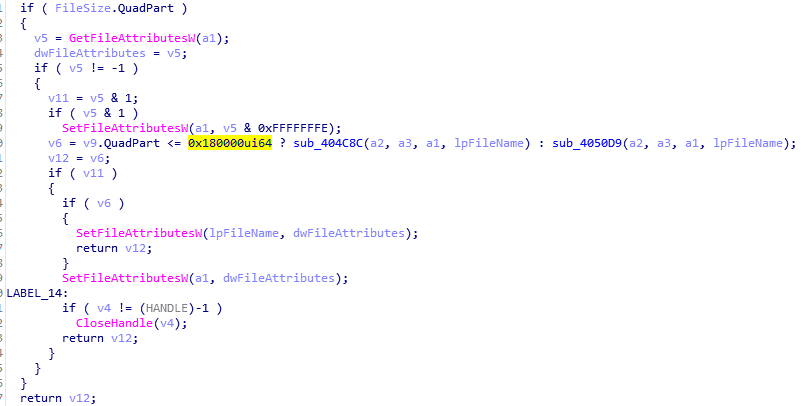 if ( FileSize.QuadPart )
{
v5 = GetFileAttributesW(a1);
dwFileAttributes = v5;
if ( v5 != -1 )
{
v11 = v5 & 1;
if ( v5 & 1 )
SetFileAttributesW(a1, v5 & 0xFFFFFFFE);
v6 = v9.QuadPart <= 0x180000ui64 ? sub_404C8C(a2, a3, a1, lpFileName) : sub_4050D9(a2, a3, a1, lpFileName);
v12 = v6;
if ( v11 )
{
if ( v6 )
{
SetFileAttributesW(lpFileName, dwFileAttributes);
return v12;
}
SetFileAttributesW(a1, dwFileAttributes);
LABEL_14:
if ( v4 != (HANDLE)-1 )
CloseHandle(v4);
return v12;
}
}
}
return v12;